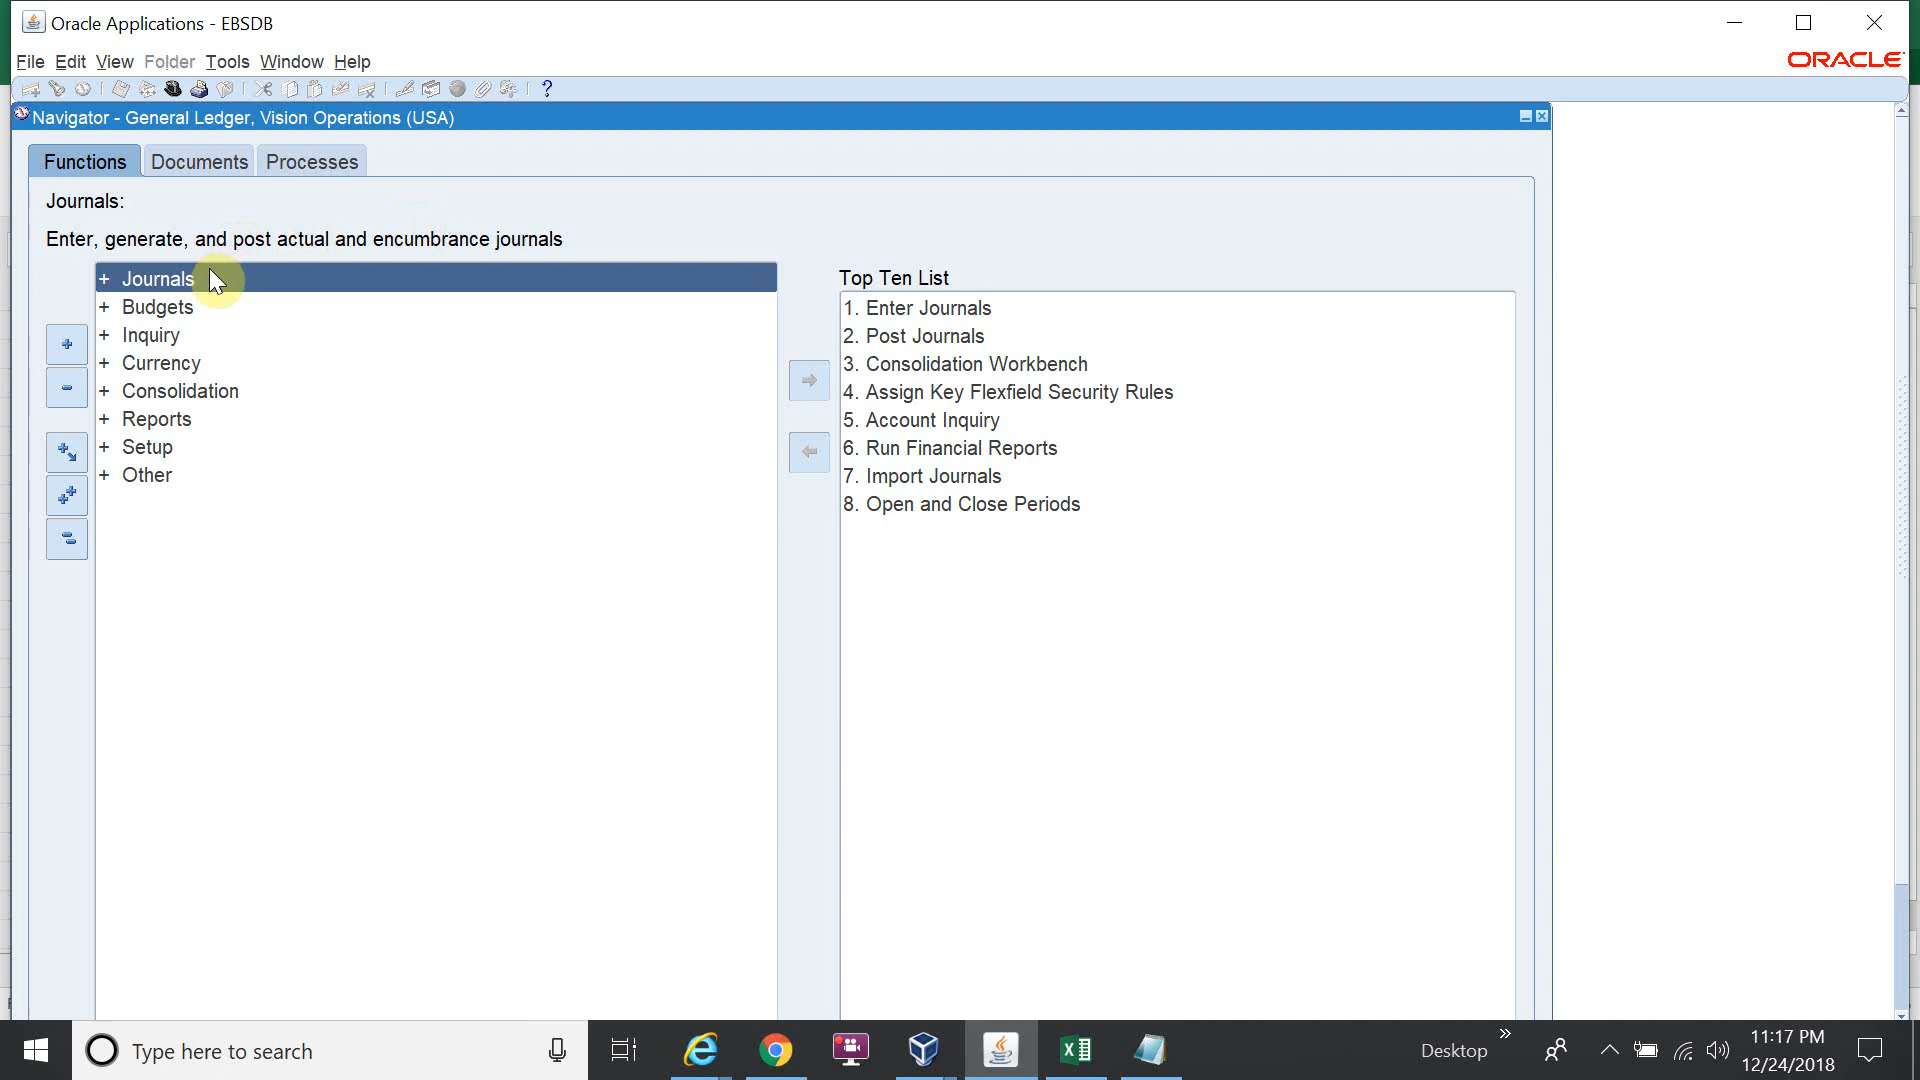 Oracle Applications - EBSDB
File Edit View Folder Tools Window Help
ORACLE
Navigator - General Ledger, Vision Operations (USA)
Functions Documents Processes
Journals:
Enter, generate, and post actual and encumbrance journals
+ Journals
+ Budgets
+ Inquiry
+ Currency
+ Consolidation
+ Reports
+ Setup
+ Other
Top Ten List
1. Enter Journals
2. Post Journals
3. Consolidation Workbench
4. Assign Key Flexfield Security Rules
5. Account Inquiry
6. Run Financial Reports
7. Import Journals
8. Open and Close Periods
Type here to search
Desktop
11:17 PM
12/24/2018